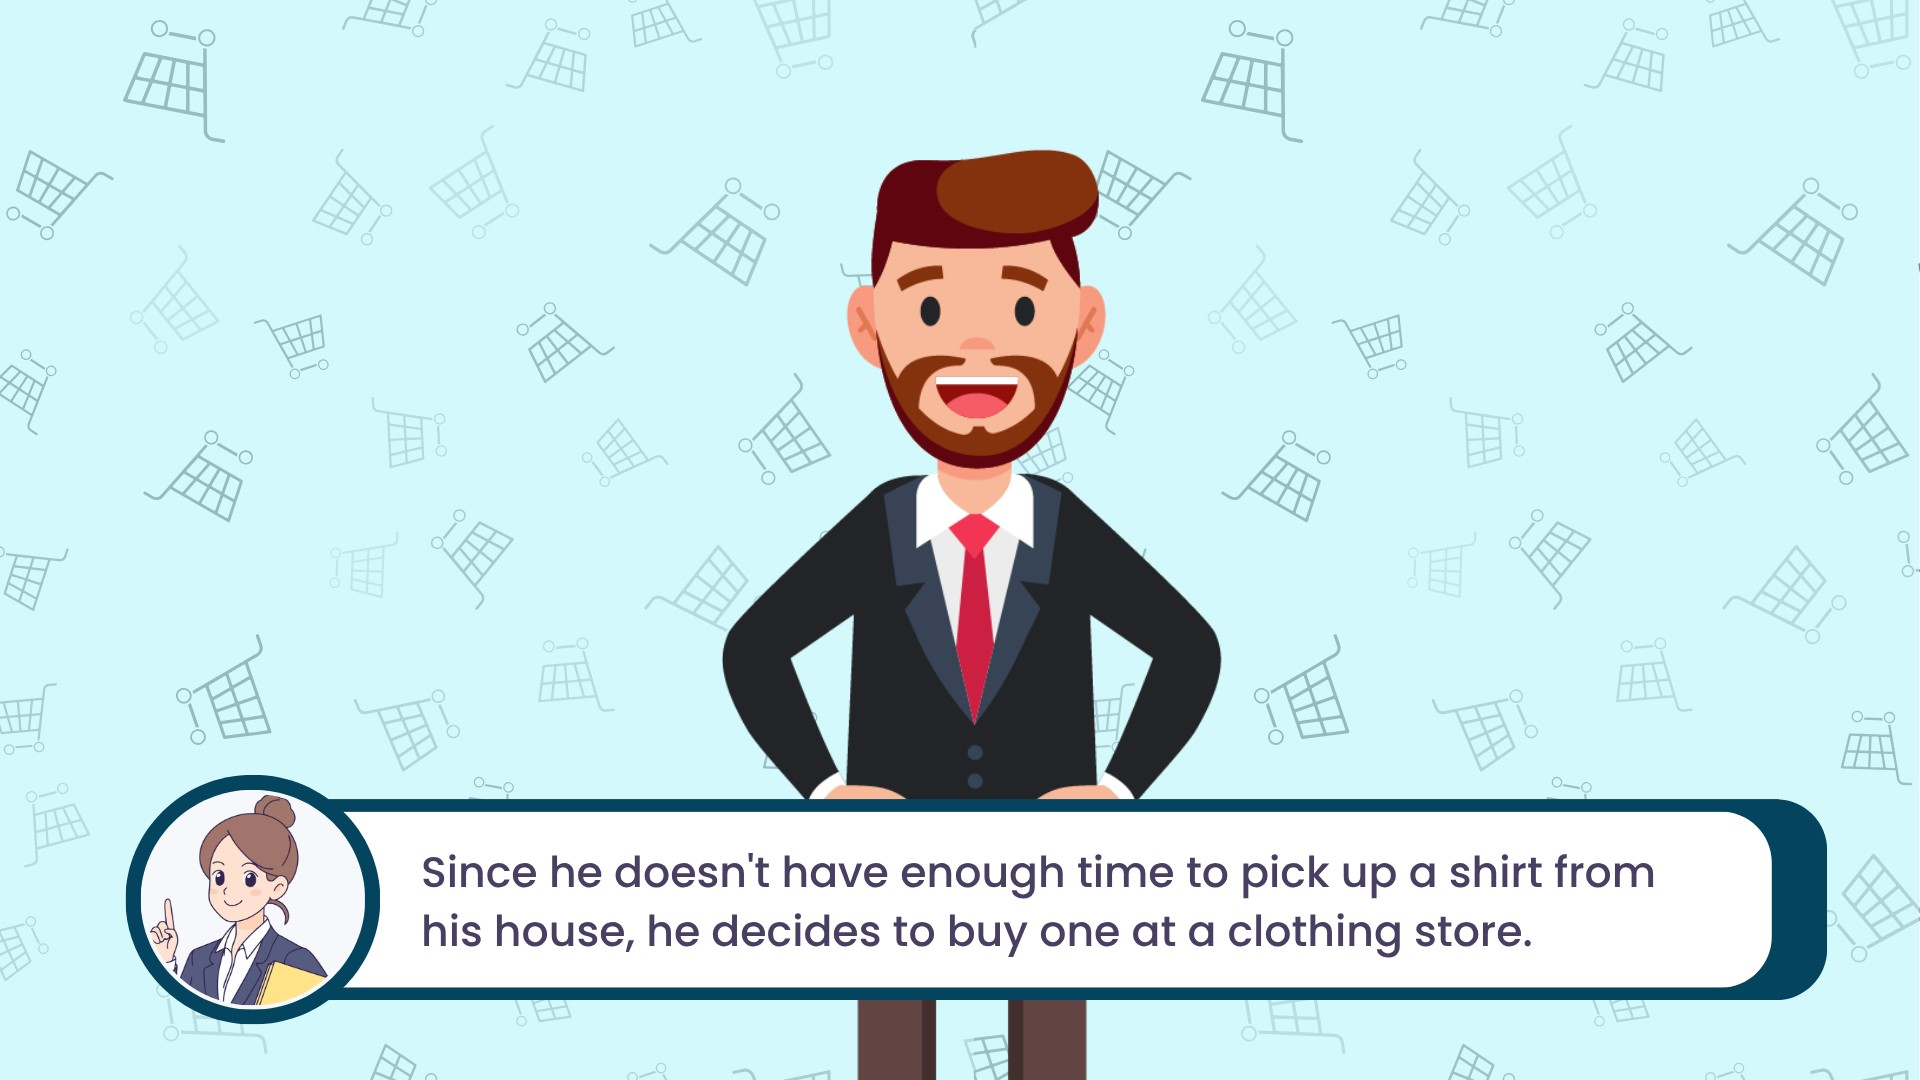 Since he doesn't have enough time to pick up a shirt from
his house, he decides to buy one at a clothing store.